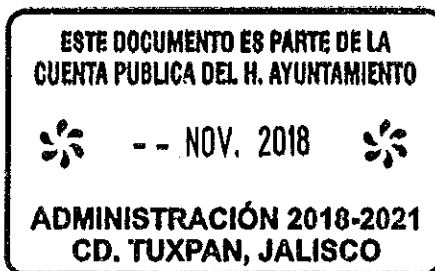 ESTE DOCUMENTO ES PARTE DE LA
CUENTA PUBLICA DEL H. AYUNTAMIENTO
-- NOV. 2018
ADMINISTRACIÓN 2018-2021
CD. TUXPAN, JALISCO